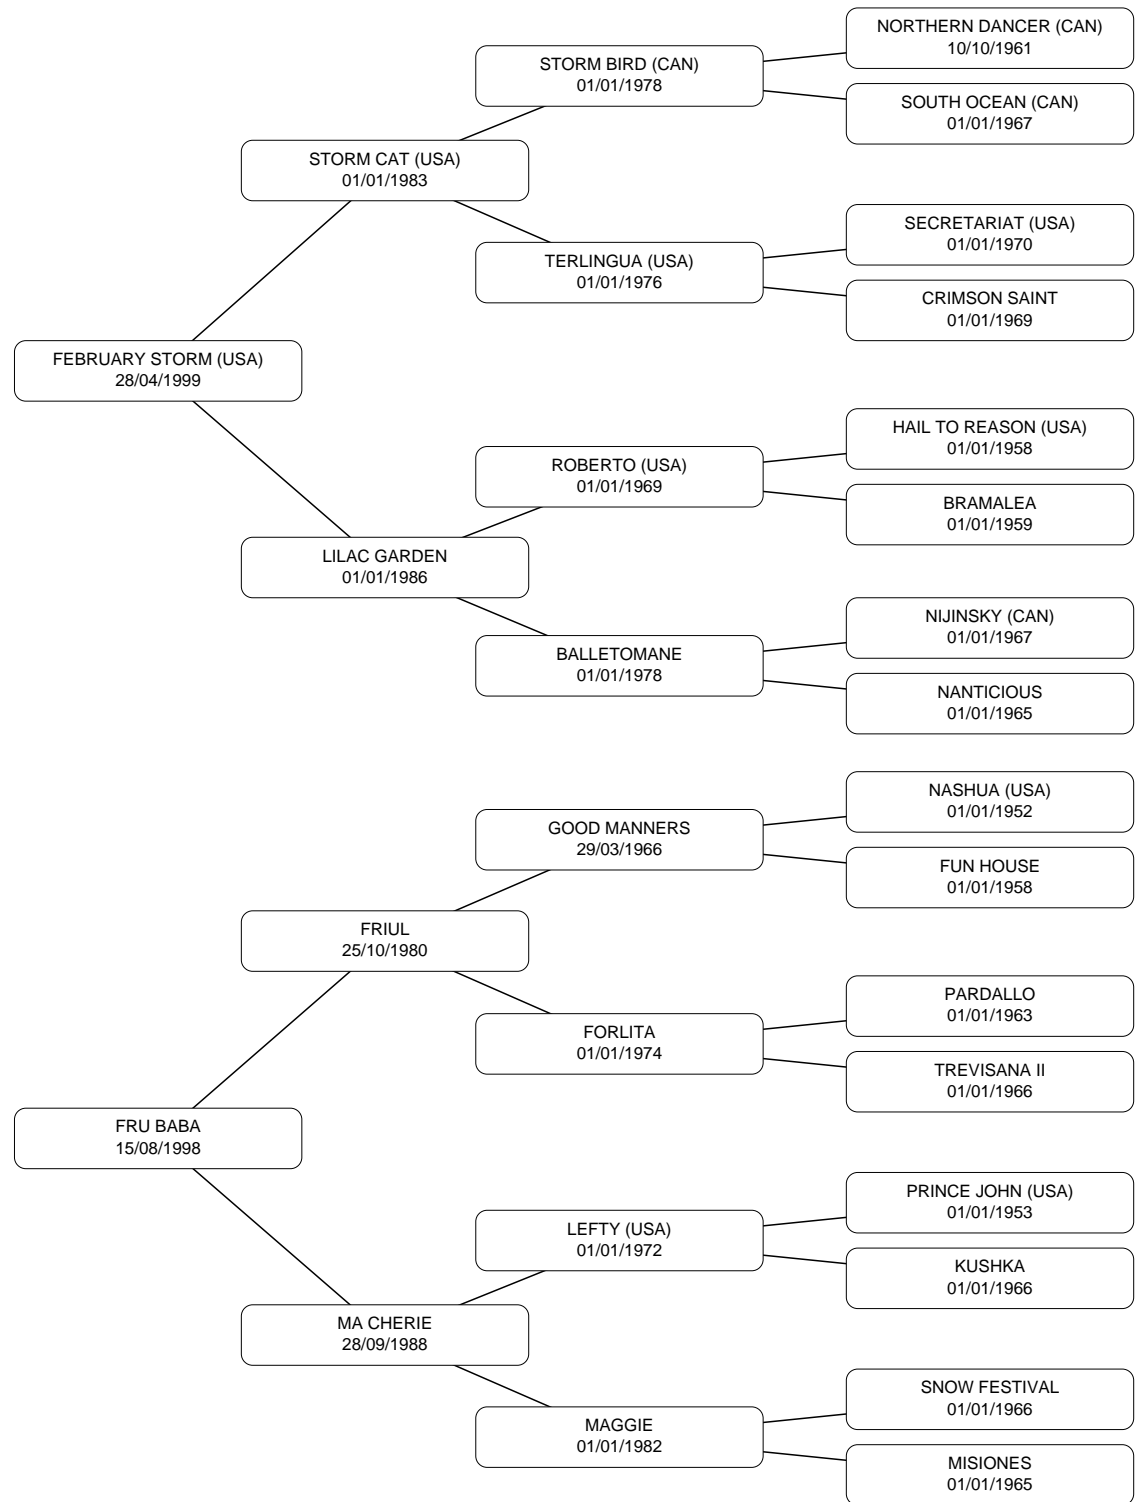 NORTHERN DANCER (CAN)
10/10/1961
STORM BIRD (CAN)
01/01/1978
SOUTH OCEAN (CAN)
01/01/1967
STORM CAT (USA)
01/01/1983
SECRETARIAT (USA)
01/01/1970
TERLINGUA (USA)
01/01/1976
CRIMSON SAINT
01/01/1969
FEBRUARY STORM (USA)
28/04/1999
HAIL TO REASON (USA)
01/01/1958
ROBERTO (USA)
01/01/1969
BRAMALEA
01/01/1959
LILAC GARDEN
01/01/1986
NIJINSKY (CAN)
01/01/1967
BALLETOMANE
01/01/1978
NANTICIOUS
01/01/1965
NASHUA (USA)
01/01/1952
GOOD MANNERS
29/03/1966
FUN HOUSE
01/01/1958
FRIUL
25/10/1980
PARDALLO
01/01/1963
FORLITA
01/01/1974
TREVISANA II
01/01/1966
FRU BABA
15/08/1998
PRINCE JOHN (USA)
01/01/1953
LEFTY (USA)
01/01/1972
KUSHKA
01/01/1966
MA CHERIE
28/09/1988
SNOW FESTIVAL
01/01/1966
MAGGIE
01/01/1982
MISIONES
01/01/1965